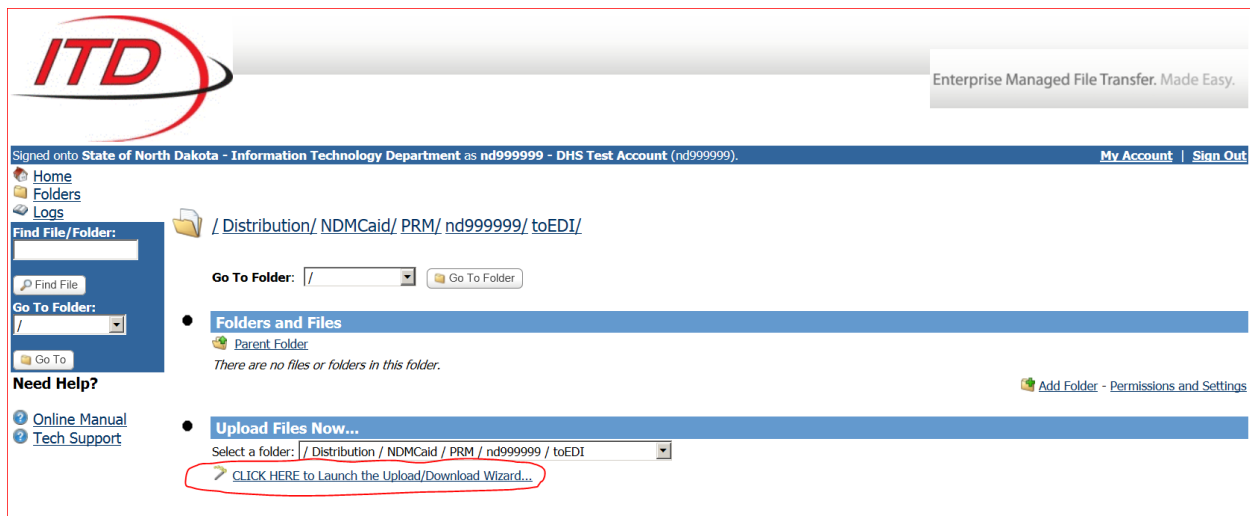 ITD
Enterprise Managed File Transfer. Made Easy.
Signed onto State of North Dakota - Information Technology Department as nd999999 - DHS Test Account (nd999999).
My Account | Sign Out
Home
Folders
Logs
Find File/Folder:
Find File
Go To Folder:
/
Go To
Need Help?
Online Manual
Tech Support
/ Distribution/ NDMCaid/ PRM/ nd999999/ toEDI/
Go To Folder: / Go To Folder
Folders and Files
Parent Folder
There are no files or folders in this folder.
Add Folder - Permissions and Settings
Upload Files Now...
Select a folder: / Distribution / NDMCaid / PRM / nd999999 / toEDI
CLICK HERE to Launch the Upload/Download Wizard...